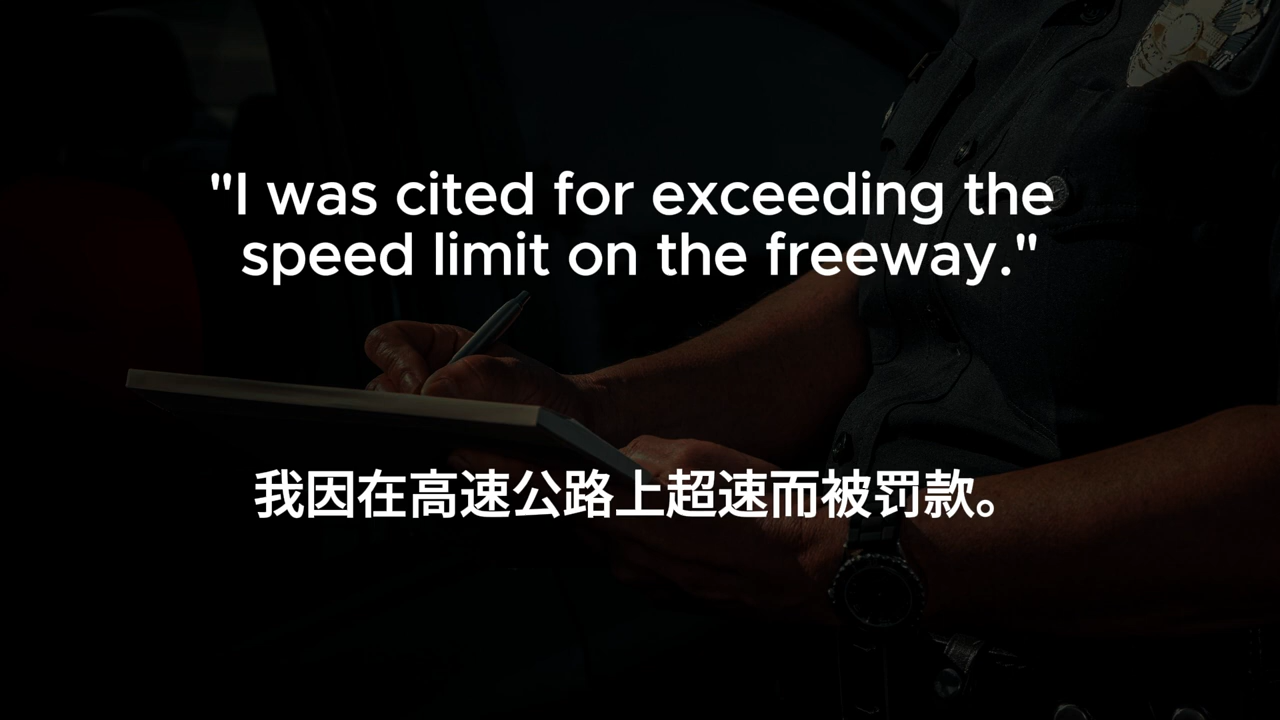 "I was cited for exceeding the
speed limit on the freeway."
我因在高速公路上超速而被罚款。